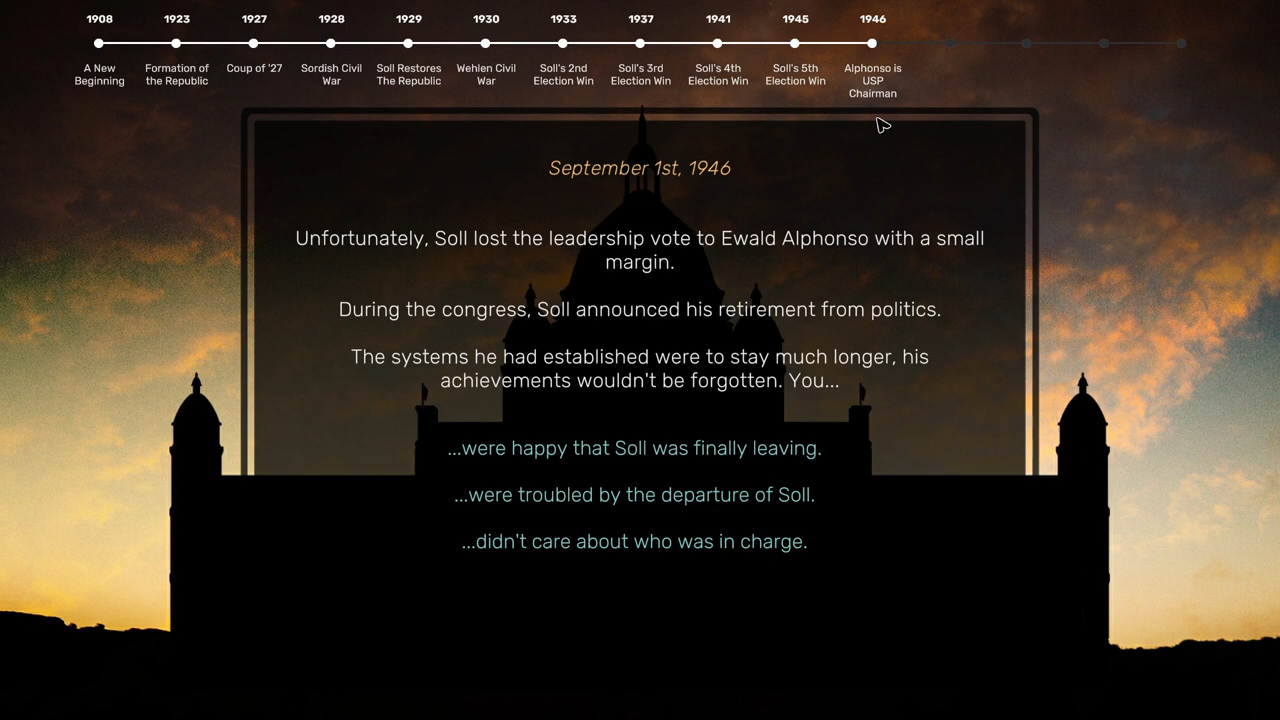 1908 1923 1927 1928 1929 1930 1933 1937 1941 1945 1946
A New Beginning
Formation of the Republic
Coup of '27
Sordish Civil War
Soll Restores The Republic
Wehlen Civil War
Soll's 2nd Election Win
Soll's 3rd Election Win
Soll's 4th Election Win
Soll's 5th Election Win
Alphonso is USP Chairman
September 1st, 1946
Unfortunately, Soll lost the leadership vote to Ewald Alphonso with a small
margin.
During the congress, Soll announced his retirement from politics.
The systems he had established were to stay much longer, his
achievements wouldn't be forgotten. You...
...were happy that Soll was finally leaving.
...were troubled by the departure of Soll.
...didn't care about who was in charge.